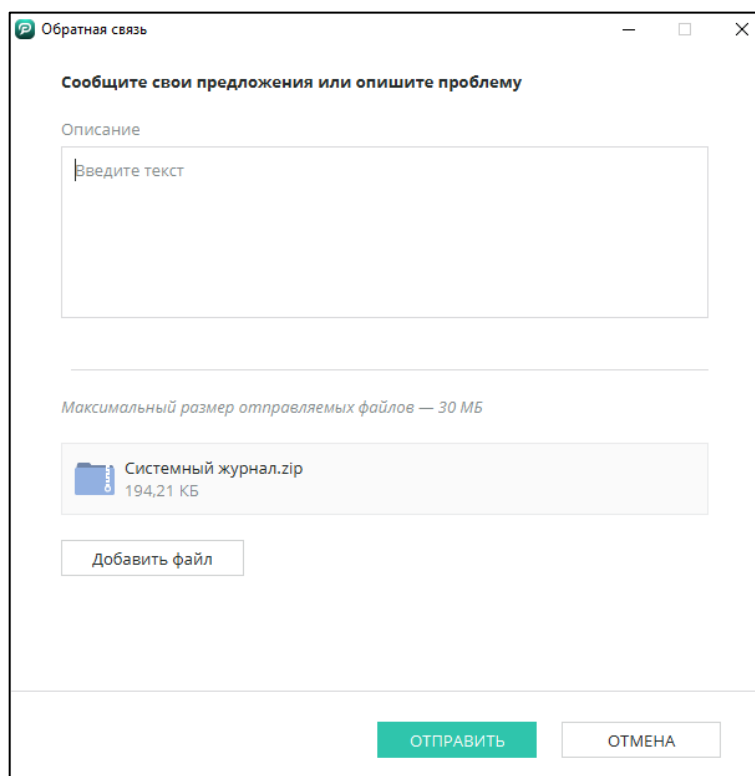 Обратная связь
Сообщите свои предложения или опишите проблему
Описание
Введите текст
Максимальный размер отправляемых файлов — 30 МБ
Системный журнал.zip
194,21 КБ
Добавить файл
ОТПРАВИТЬ ОТМЕНА